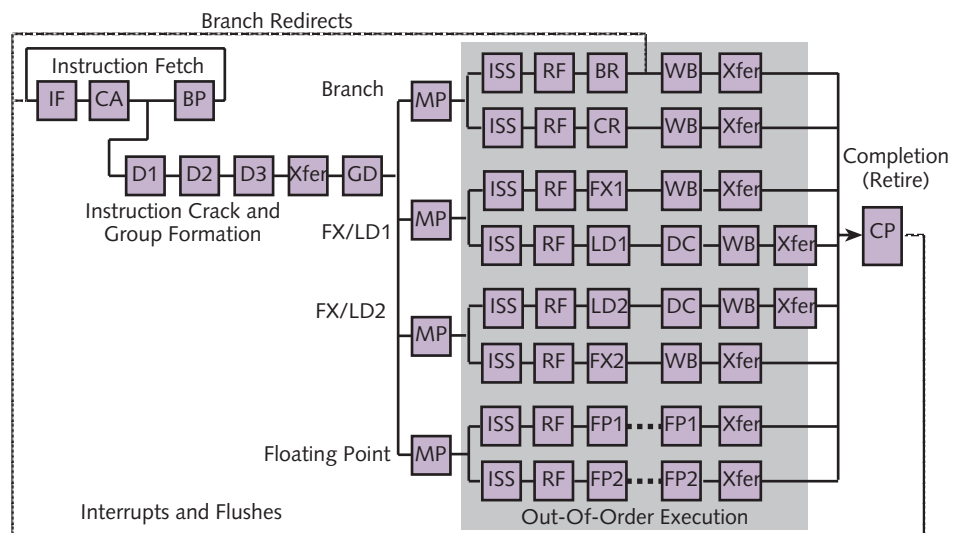 Branch Redirects
Instruction Fetch
IF CA BP
D1 D2 D3 Xfer GD
Instruction Crack and
Group Formation
Branch
MP
ISS RF BR WB Xfer
ISS RF CR WB Xfer
FX/LD1
MP
ISS RF FX1 WB Xfer
ISS RF LD1 DC WB Xfer
FX/LD2
MP
ISS RF LD2 DC WB Xfer
ISS RF FX2 WB Xfer
Floating Point
MP
ISS RF FP1 FP1 Xfer
ISS RF FP2 FP2 Xfer
Out-Of-Order Execution
Completion
(Retire)
CP
Interrupts and Flushes